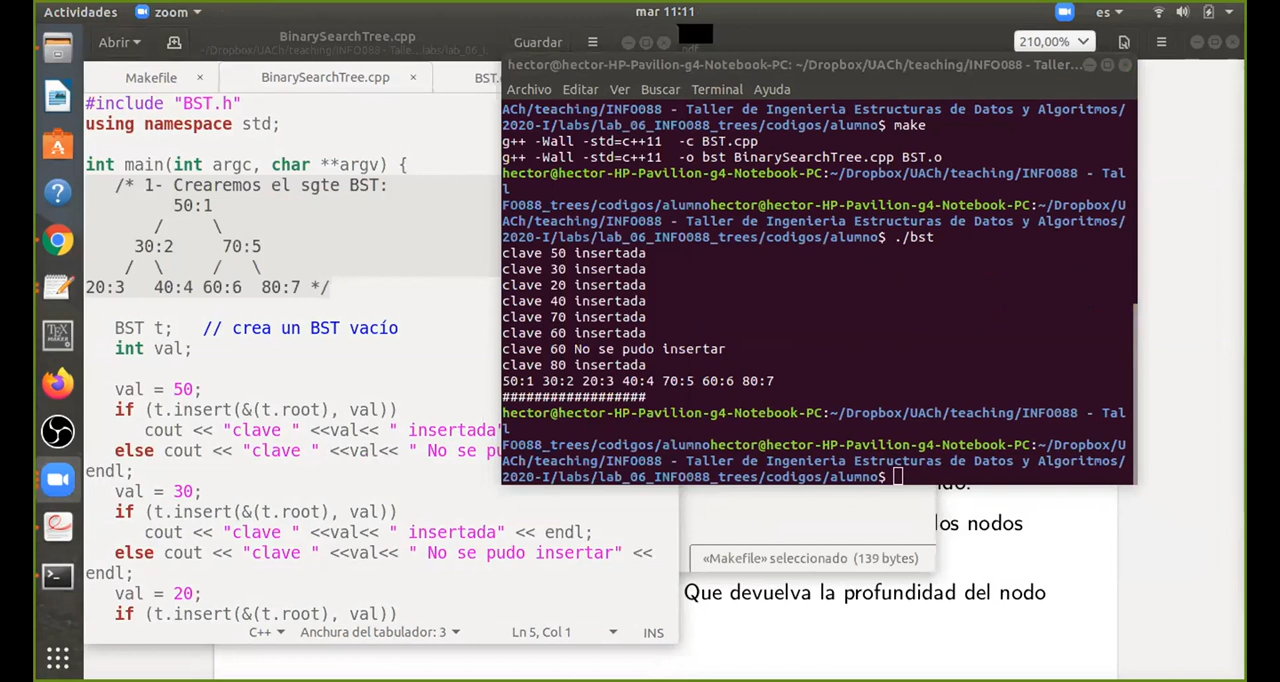 Actividades zoom mar 11:11 es
Abrir BinarySearchTree.cpp Guardar 210,00%
Makefile × BinarySearchTree.cpp × BST.
#include "BST.h"
using namespace std;
int main(int argc, char **argv) {
/* 1- Crearemos el sgte BST:
50:1
/ \
30:2 70:5
/ \ / \
20:3 40:4 60:6 80:7 */
BST t; // crea un BST vacío
int val;
val = 50;
if (t.insert(&(t.root), val))
cout << "clave " <<val<< " insertada"
else cout << "clave " <<val<< " No se p
endl;
val = 30;
if (t.insert(&(t.root), val))
cout << "clave " <<val<< " insertada" << endl;
else cout << "clave " <<val<< " No se pudo insertar" <<
endl;
val = 20;
if (t.insert(&(t.root), val))
C++ Anchura del tabulador: 3 Ln 5, Col 1 INS
hector@hector-HP-Pavilion-g4-Notebook-PC: ~/Dropbox/UACh/teaching/INFO088 - Taller...
Archivo Editar Ver Buscar Terminal Ayuda
ACh/teaching/INFO088 - Taller de Ingenieria Estructuras de Datos y Algoritmos/
2020-I/labs/lab_06_INFO088_trees/codigos/alumno$ make
g++ -Wall -std=c++11 -c BST.cpp
g++ -Wall -std=c++11 -o bst BinarySearchTree.cpp BST.o
hector@hector-HP-Pavilion-g4-Notebook-PC:~/Dropbox/UACh/teaching/INFO088 - Tal
l
FO088_trees/codigos/alumnohector@hector-HP-Pavilion-g4-Notebook-PC:~/Dropbox/U
ACh/teaching/INFO088 - Taller de Ingenieria Estructuras de Datos y Algoritmos/
2020-I/labs/lab_06_INFO088_trees/codigos/alumno$ ./bst
clave 50 insertada
clave 30 insertada
clave 20 insertada
clave 40 insertada
clave 70 insertada
clave 60 insertada
clave 60 No se pudo insertar
clave 80 insertada
50:1 30:2 20:3 40:4 70:5 60:6 80:7
##################
hector@hector-HP-Pavilion-g4-Notebook-PC:~/Dropbox/UACh/teaching/INFO088 - Tal
l
FO088_trees/codigos/alumnohector@hector-HP-Pavilion-g4-Notebook-PC:~/Dropbox/U
ACh/teaching/INFO088 - Taller de Ingenieria Estructuras de Datos y Algoritmos/
2020-I/labs/lab_06_INFO088_trees/codigos/alumno$
los nodos
«Makefile» seleccionado (139 bytes)
Que devuelva la profundidad del nodo